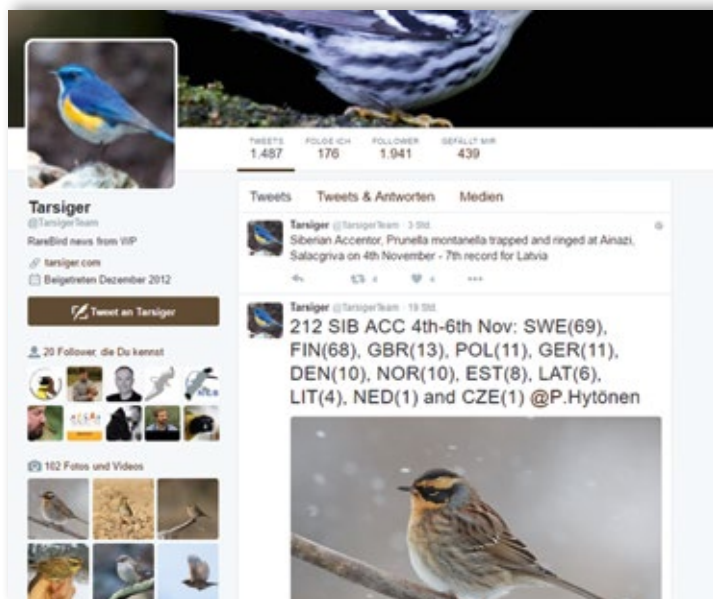 TWEETS FOLGE ICH FOLLOWER GEFÄLLT MIR
1.487 176 1.941 439
Tarsiger
@TarsigerTeam
RareBird news from WP
tarsiger.com
Beigetreten Dezember 2012
Tweet an Tarsiger
20 Follower, die Du kennst
102 Fotos und Videos
Tweets Tweets & Antworten Medien
Tarsiger @TarsigerTeam · 3 Std.
Siberian Accentor, Prunella montanella trapped and ringed at Ainazi,
Salacgriva on 4th November - 7th record for Latvia
4 4
Tarsiger @TarsigerTeam · 19 Std.
212 SIB ACC 4th-6th Nov: SWE(69),
FIN(68), GBR(13), POL(11), GER(11),
DEN(10), NOR(10), EST(8), LAT(6),
LIT(4), NED(1) and CZE(1) @P.Hytönen